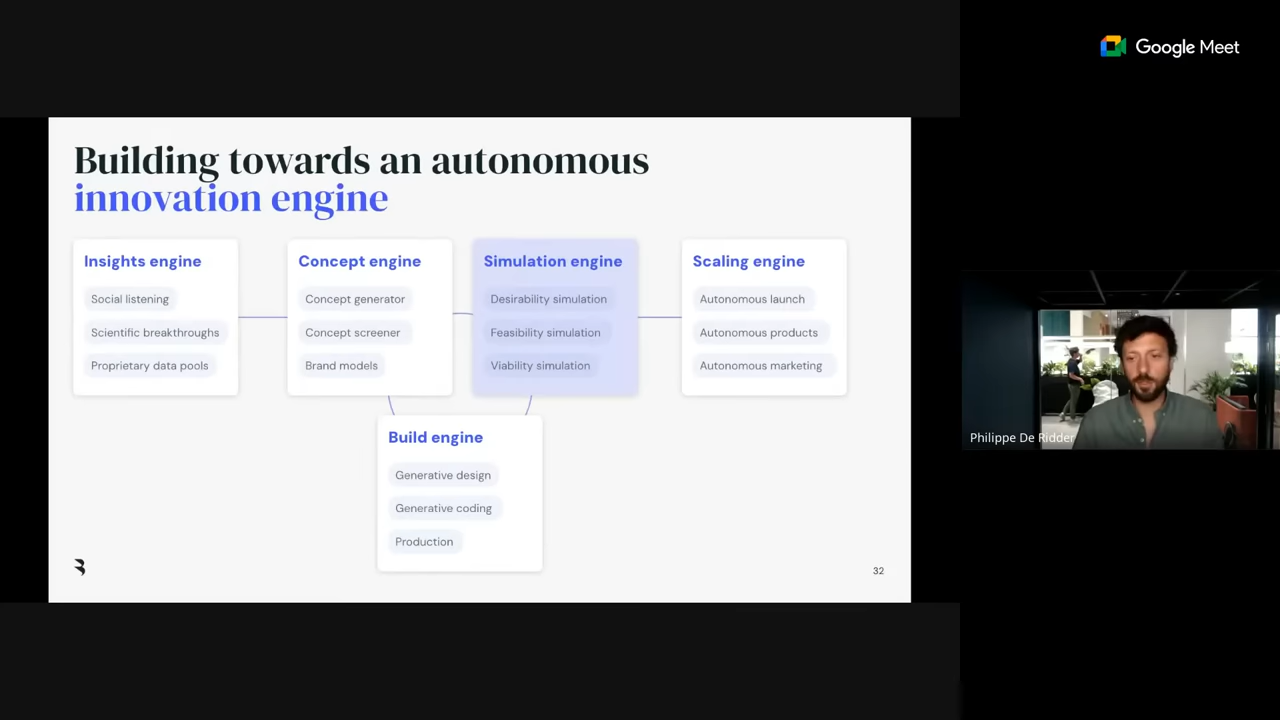 Google Meet
Building towards an autonomous
innovation engine
Insights engine
Social listening
Scientific breakthroughs
Proprietary data pools
Concept engine
Concept generator
Concept screener
Brand models
Simulation engine
Desirability simulation
Feasibility simulation
Viability simulation
Scaling engine
Autonomous launch
Autonomous products
Autonomous marketing
Build engine
Generative design
Generative coding
Production
32
Philippe De Ridder